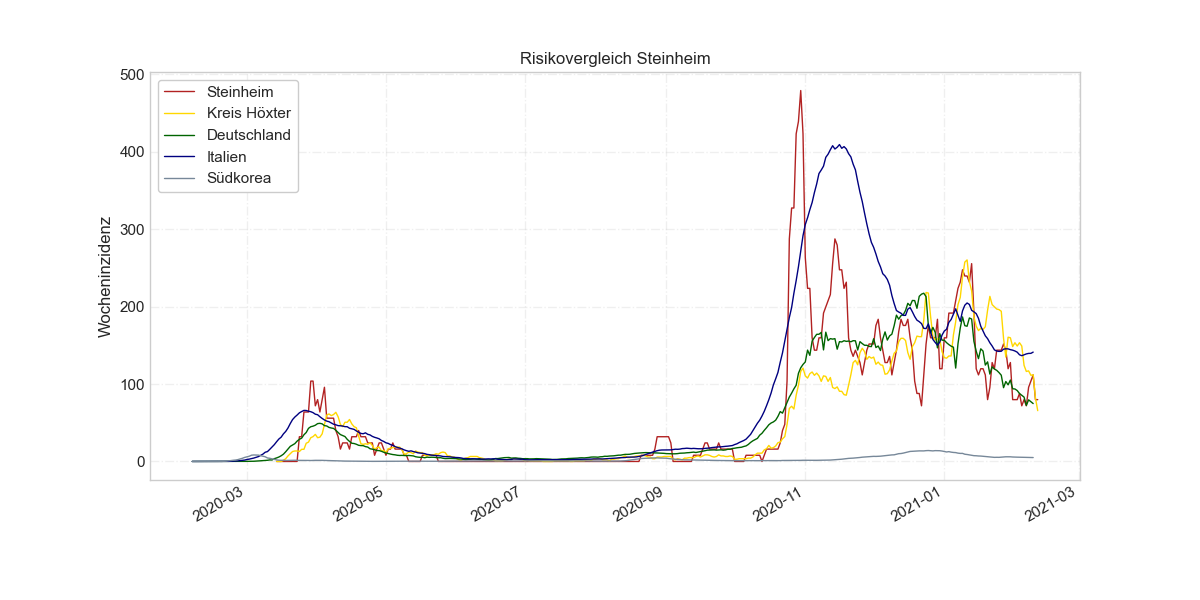 Risikovergleich Steinheim
Wocheninzidenz
500
400
300
200
100
0
Steinheim
Kreis Höxter
Deutschland
Italien
Südkorea
2020-03
2020-05
2020-07
2020-09
2020-11
2021-01
2021-03